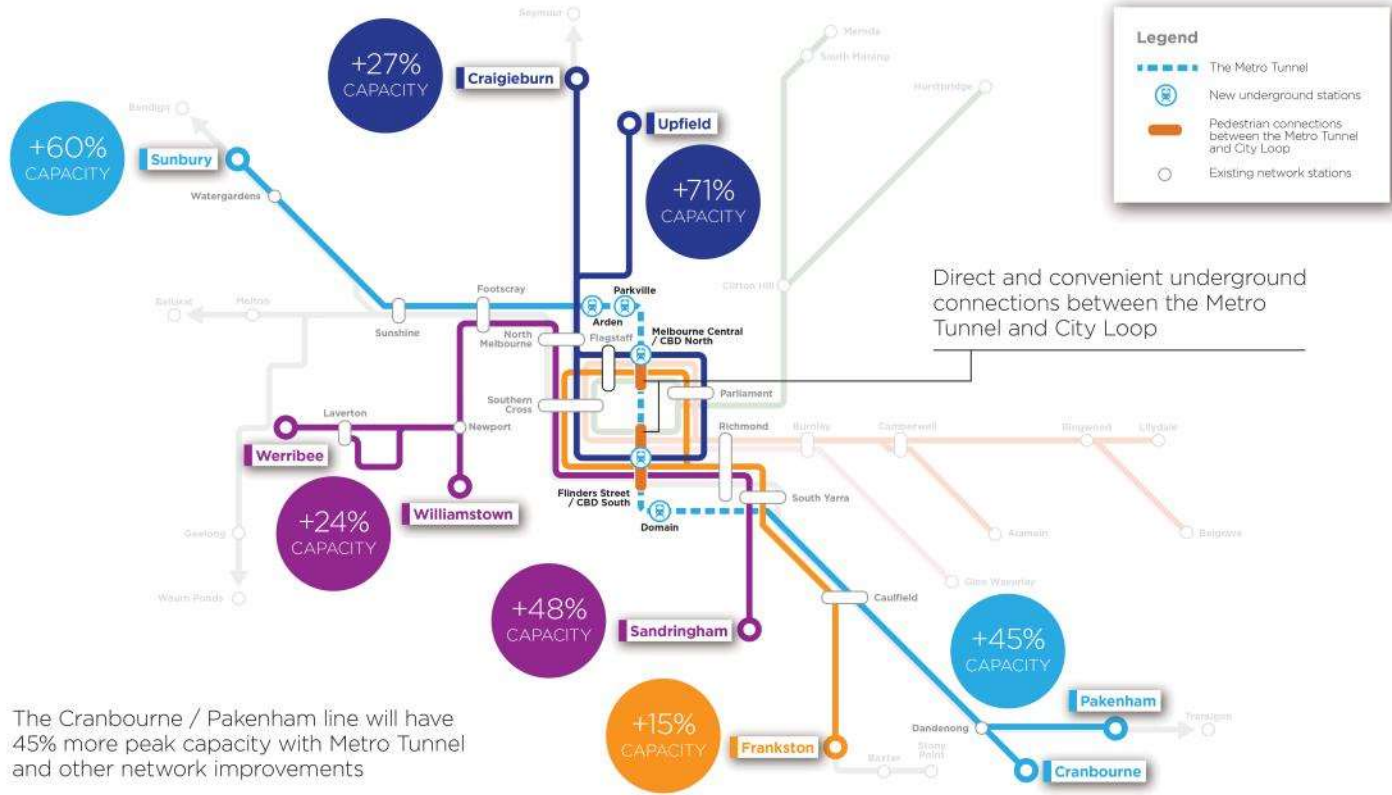 Seymour
+27%
CAPACITY
Craigieburn
Mernda
South Morang
Hurstbridge
Legend
The Metro Tunnel
New underground stations
Pedestrian connections
between the Metro Tunnel
and City Loop
Existing network stations
Bendigo
+60%
CAPACITY
Sunbury
Watergardens
Upfield
+71%
CAPACITY
Direct and convenient underground
connections between the Metro
Tunnel and City Loop
Clifton Hill
Ballarat
Melton
Sunshine
Footscray
North
Melbourne
Arden
Parkville
Flagstaff
Melbourne Central
/ CBD North
Southern
Cross
Parliament
Laverton
Newport
Werribee
Williamstown
+24%
CAPACITY
Richmond
Burnley
Camberwell
Ringwood
Lilydale
Flinders Street
/ CBD South
Domain
South Yarra
Alamein
Belgrave
Geelong
Waurn Ponds
Glen Waverley
Caulfield
+48%
CAPACITY
Sandringham
+45%
CAPACITY
+15%
CAPACITY
Frankston
Dandenong
Pakenham
Cranbourne
Traralgon
Baxter
Stony
Point
The Cranbourne / Pakenham line will have
45% more peak capacity with Metro Tunnel
and other network improvements